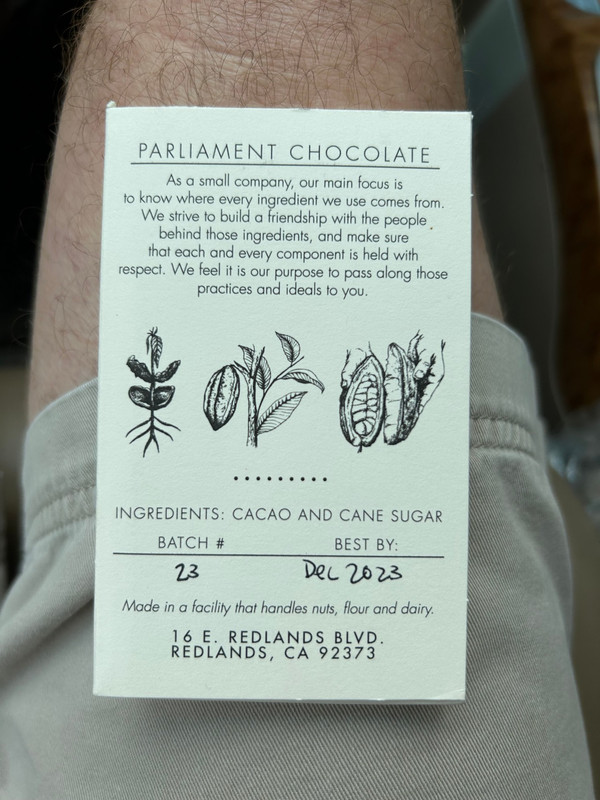 PARLIAMENT CHOCOLATE
As a small company, our main focus is
to know where every ingredient we use comes from.
We strive to build a friendship with the people
behind those ingredients, and make sure
that each and every component is held with
respect. We feel it is our purpose to pass along those
practices and ideals to you.
INGREDIENTS: CACAO AND CANE SUGAR
BATCH # BEST BY:
23 Dec 2023
Made in a facility that handles nuts, flour and dairy.
16 E. REDLANDS BLVD.
REDLANDS, CA 92373